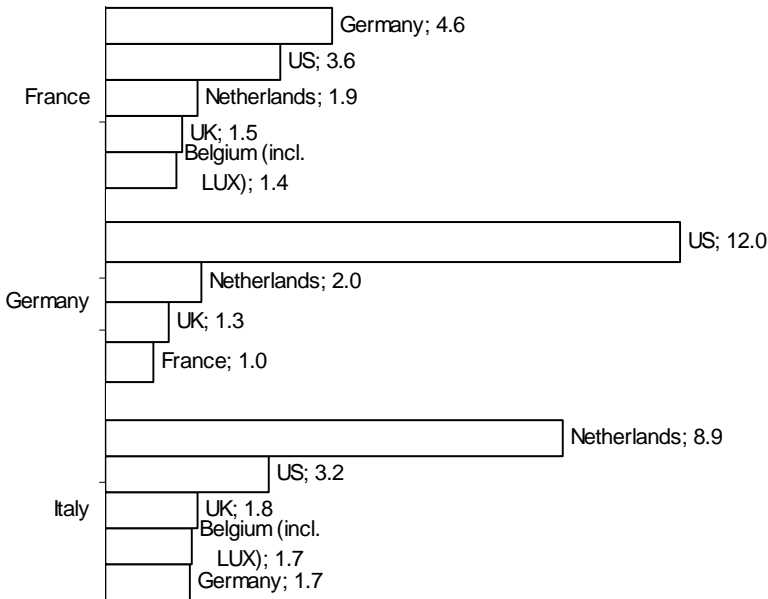 Germany; 4.6
US; 3.6
France
Netherlands; 1.9
UK; 1.5
Belgium (incl.
LUX); 1.4
US; 12.0
Netherlands; 2.0
Germany
UK; 1.3
France; 1.0
Netherlands; 8.9
US; 3.2
Italy
UK; 1.8
Belgium (incl.
LUX); 1.7
Germany; 1.7